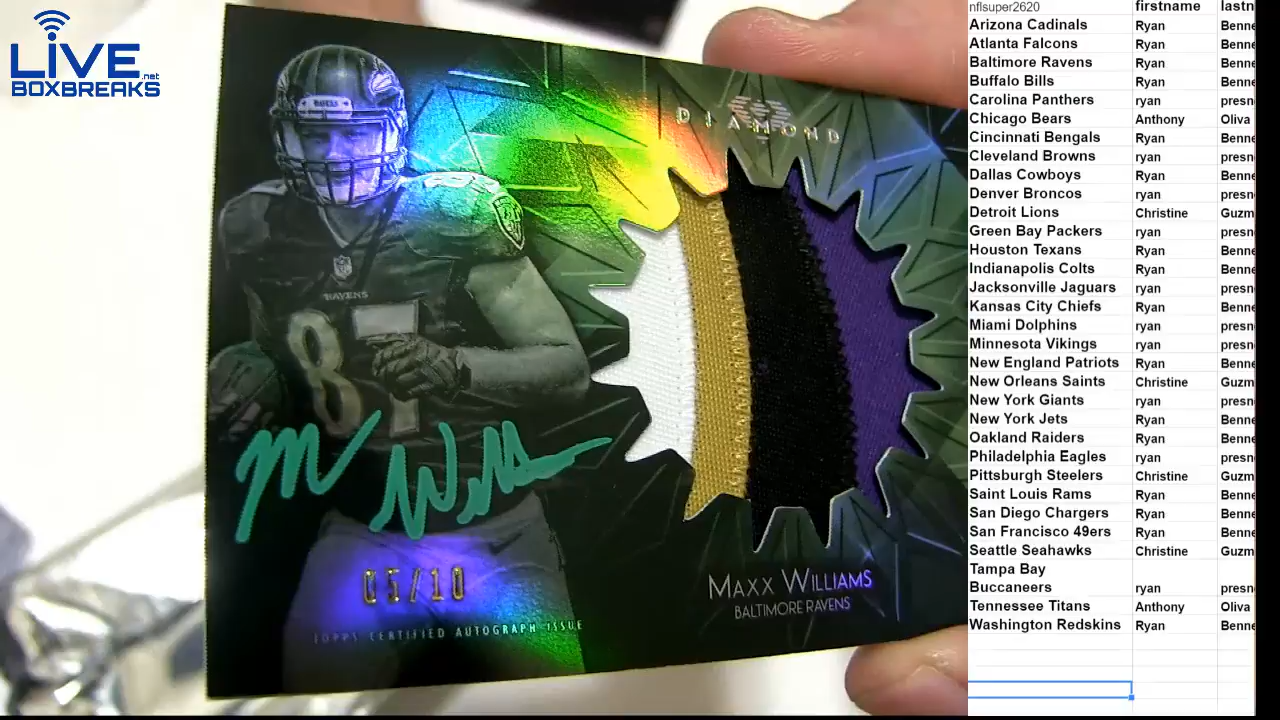 LIVE
.net
BOXBREAKS
DIAMOND
RAVENS
87
M Will
05/10
TOPPS CERTIFIED AUTOGRAPH ISSUE
MAXX WILLIAMS
BALTIMORE RAVENS
nflsuper2620 firstname lastn
Arizona Cadinals Ryan Benne
Atlanta Falcons Ryan Benne
Baltimore Ravens Ryan Benne
Buffalo Bills Ryan Benne
Carolina Panthers ryan presn
Chicago Bears Anthony Oliva
Cincinnati Bengals Ryan Benne
Cleveland Browns ryan presn
Dallas Cowboys Ryan Benne
Denver Broncos ryan presn
Detroit Lions Christine Guzm
Green Bay Packers ryan presn
Houston Texans Ryan Benne
Indianapolis Colts Ryan Benne
Jacksonville Jaguars ryan presn
Kansas City Chiefs Ryan Benne
Miami Dolphins ryan presn
Minnesota Vikings ryan presn
New England Patriots Ryan Benne
New Orleans Saints Christine Guzm
New York Giants ryan presn
New York Jets Ryan Benne
Oakland Raiders Ryan Benne
Philadelphia Eagles ryan presn
Pittsburgh Steelers Christine Guzm
Saint Louis Rams Ryan Benne
San Diego Chargers Ryan Benne
San Francisco 49ers Ryan Benne
Seattle Seahawks Christine Guzm
Tampa Bay
Buccaneers ryan presn
Tennessee Titans Anthony Oliva
Washington Redskins Ryan Benne